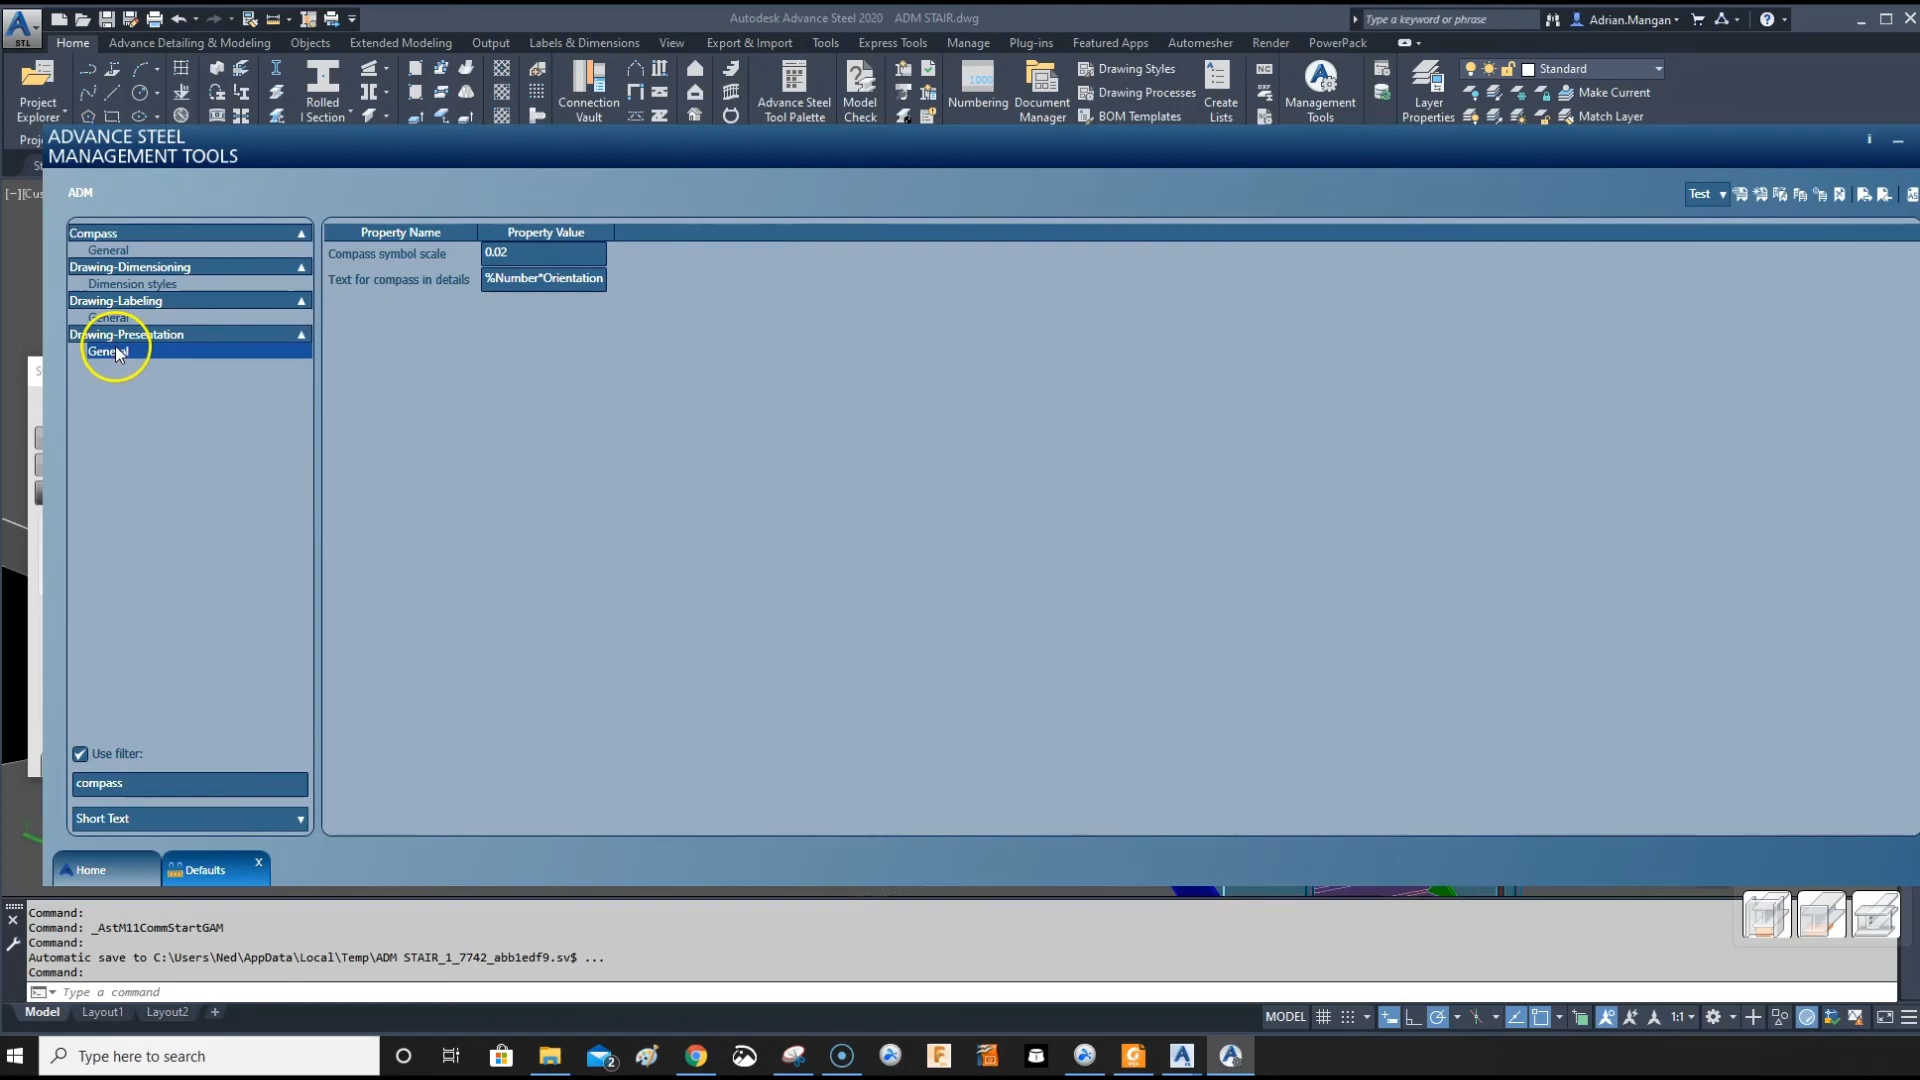 Autodesk Advance Steel 2020 ADM STAIR.dwg
Type a keyword or phrase
Adrian.Mangan
STL
Home Advance Detailing & Modeling Objects Extended Modeling Output Labels & Dimensions View Export & Import Tools Express Tools Manage Plug-ins Featured Apps Automesher Render PowerPack
Project
Explorer
Rolled
I Section
Connection
Vault
Advance Steel
Tool Palette
Model
Check
1000
Numbering
Document
Manager
Drawing Styles
Drawing Processes
BOM Templates
Create
Lists
NC
DXF
Management
Tools
Layer
Properties
Standard
Make Current
Match Layer
ADVANCE STEEL
MANAGEMENT TOOLS
ADM
Test
Compass
General
Drawing-Dimensioning
Dimension styles
Drawing-Labeling
General
Drawing-Presentation
General
Property Name Property Value
Compass symbol scale 0.02
Text for compass in details %Number*Orientation
Use filter:
compass
Short Text
Home
Defaults X
Command:
Command: _AstM11CommStartGAM
Command:
Automatic save to C:\Users\Ned\AppData\Local\Temp\ADM STAIR_1_7742_abb1edf9.sv$ ...
Command:
Type a command
Model Layout1 Layout2 +
MODEL
1:1
Type here to search
2